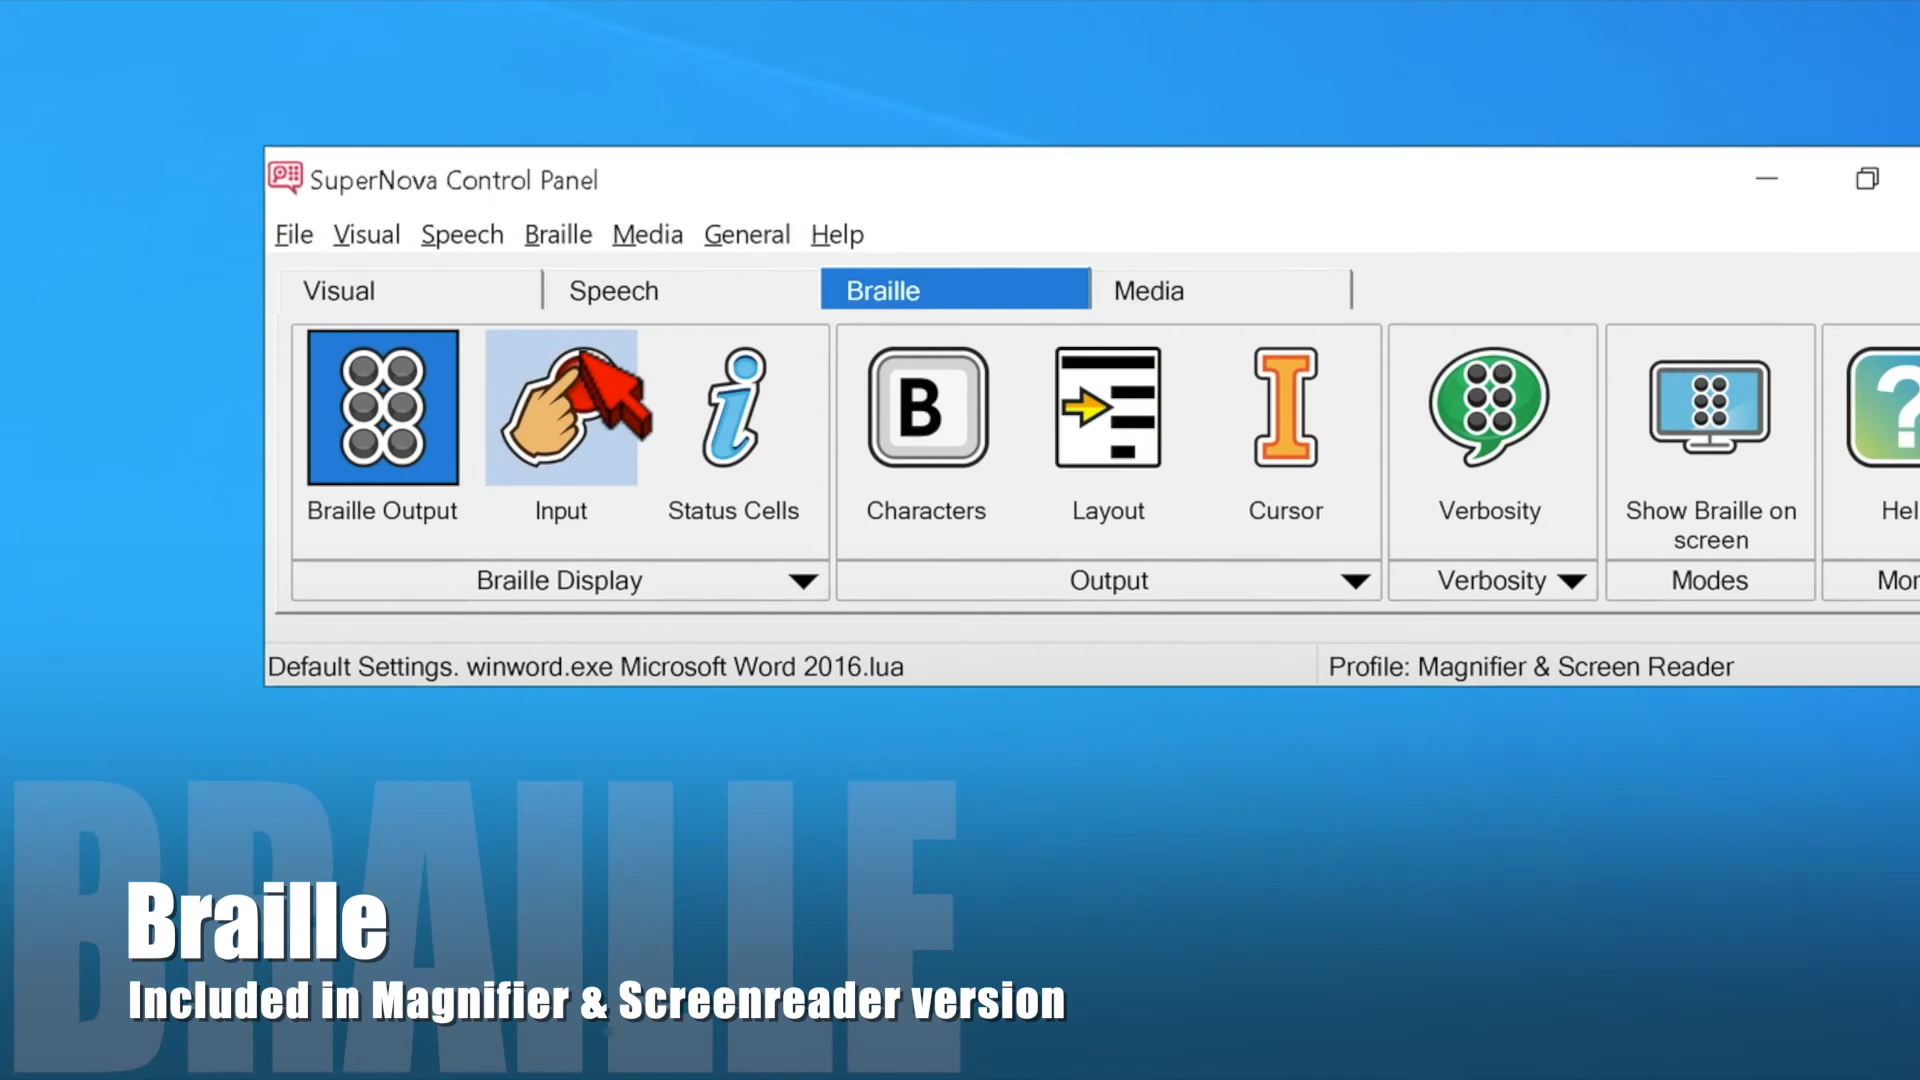 SuperNova Control Panel
File Visual Speech Braille Media General Help
Visual Speech Braille Media
B
Braille Output Input Status Cells Characters Layout Cursor Verbosity Show Braille on screen
Braille Display Output Verbosity Modes
Default Settings. winword.exe Microsoft Word 2016.lua Profile: Magnifier & Screen Reader
BRAILLE
Braille
Included in Magnifier & Screenreader version